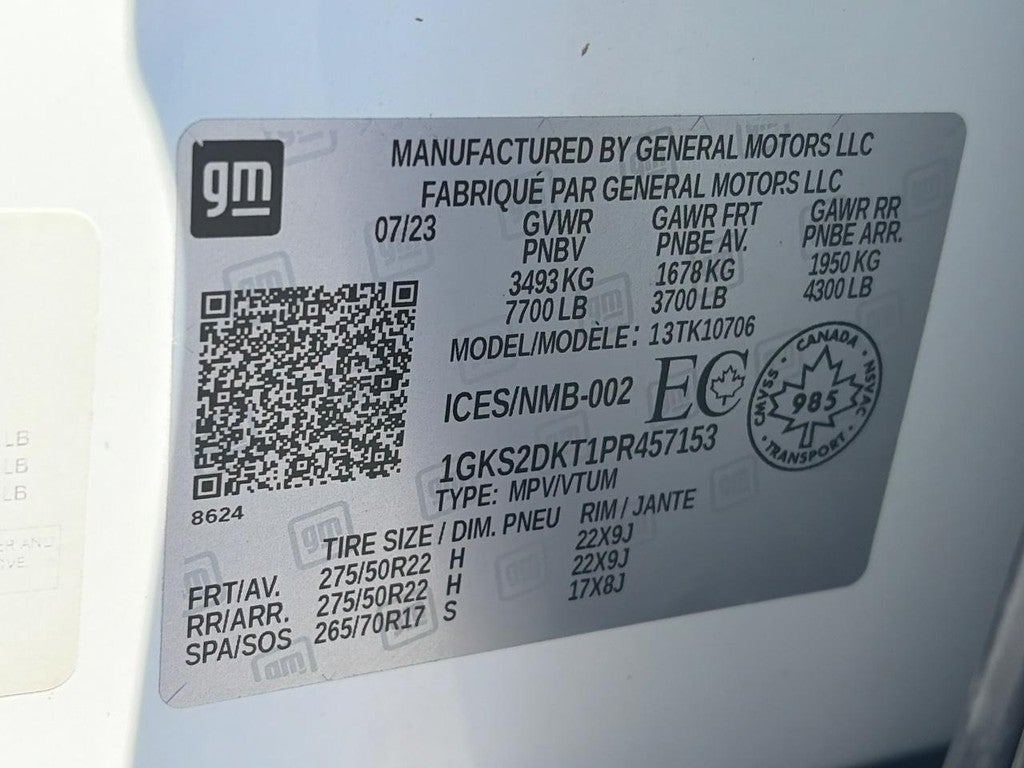 gm
MANUFACTURED BY GENERAL MOTORS LLC
FABRIQUÉ PAR GENERAL MOTORS LLC
07/23 GVWR GAWR FRT GAWR RR
PNBV PNBE AV. PNBE ARR.
3493 KG 1678 KG 1950 KG
7700 LB 3700 LB 4300 LB
MODEL/MODÈLE: 13TK10706
ICES/NMB-002 EC
CANADA
CMVSS 985 NSVAC
TRANSPORT
1GKS2DKT1PR457153
TYPE: MPV/VTUM
8624
TIRE SIZE / DIM. PNEU RIM / JANTE
FRT/AV. 275/50R22 H 22X9J
RR/ARR. 275/50R22 H 22X9J
SPA/SOS 265/70R17 S 17X8J
LB
LB
LB